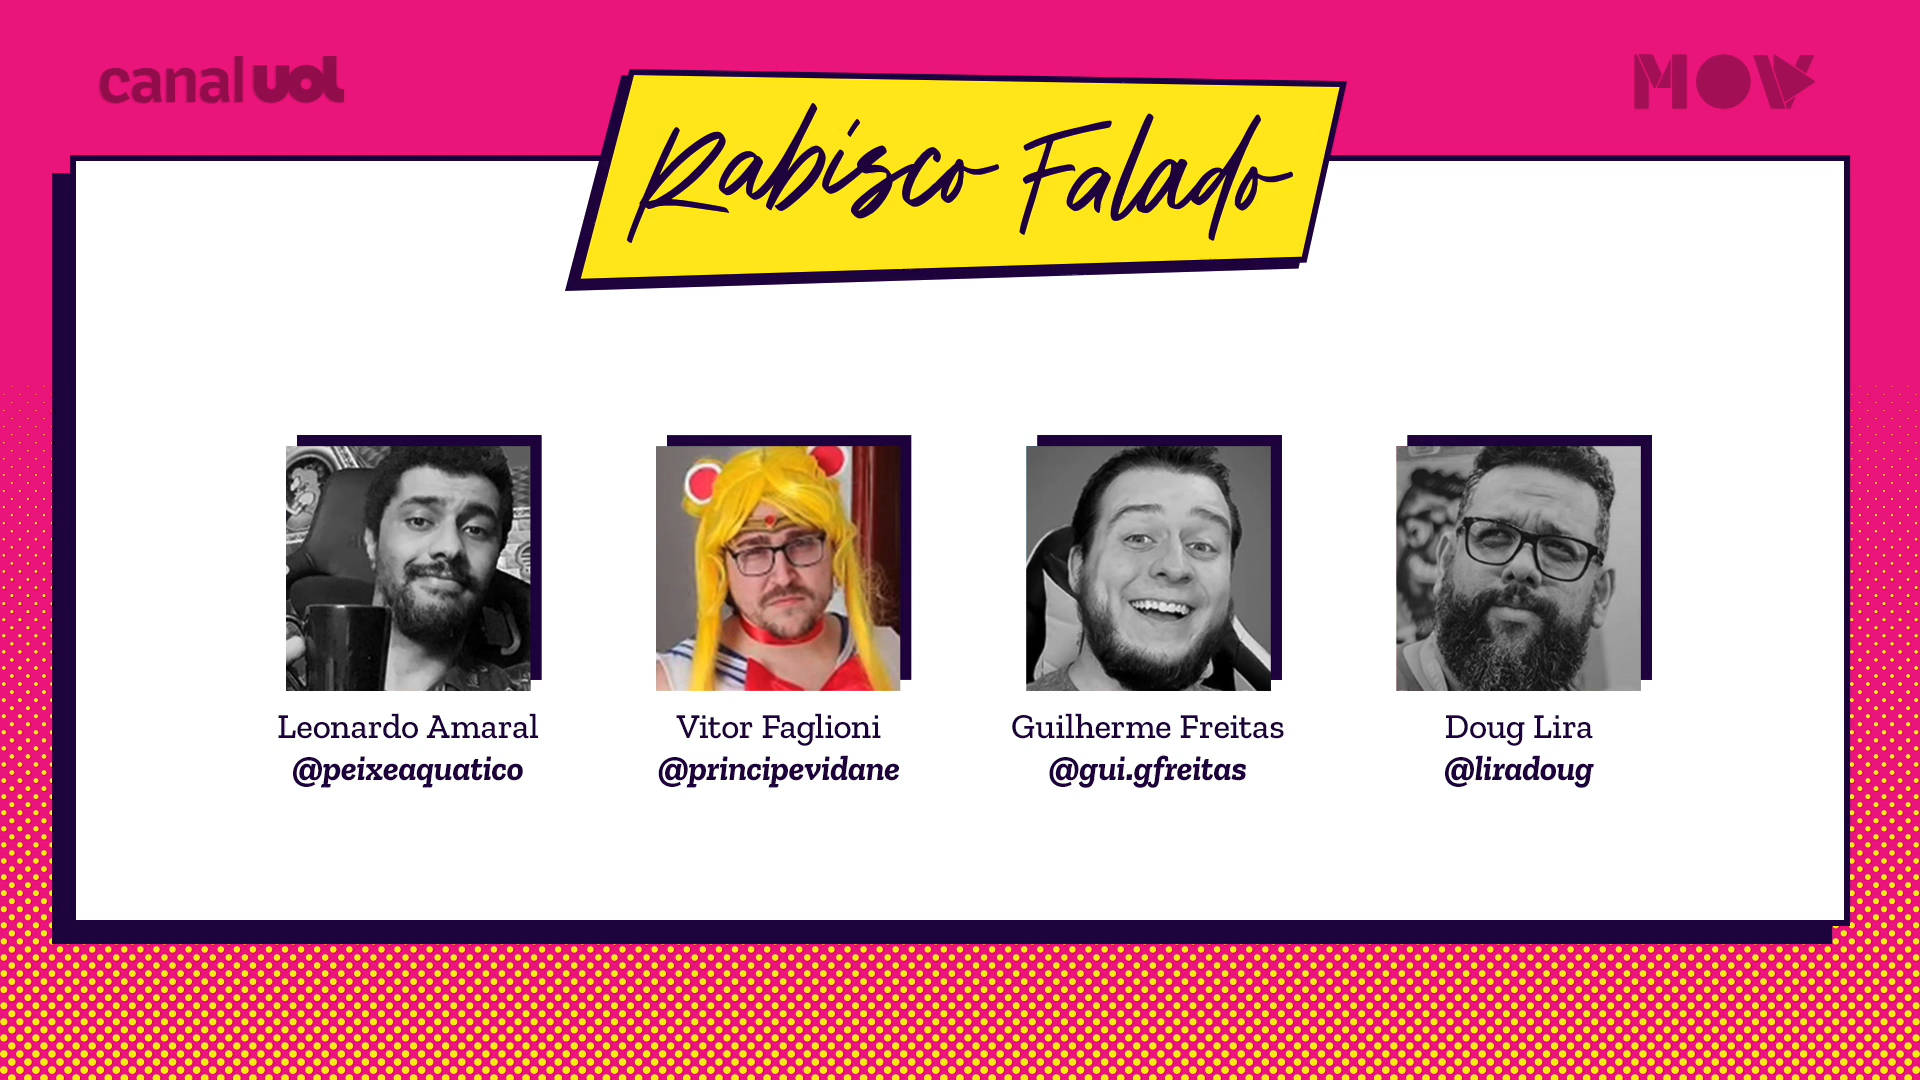 canal uol
MOV
Rabisco Falado
Leonardo Amaral
@peixeaquatico
Vitor Faglioni
@principevidane
Guilherme Freitas
@gui.gfreitas
Doug Lira
@liradoug